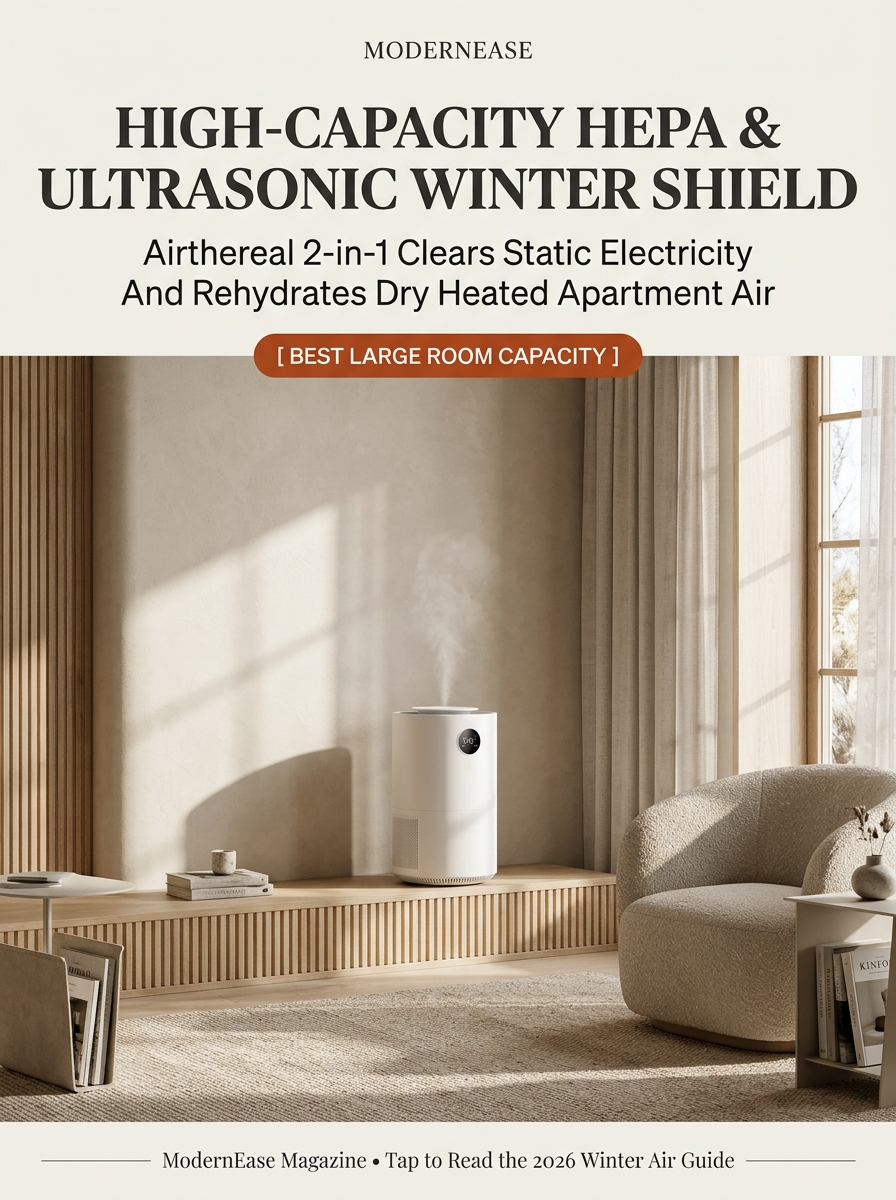 MODERNEASE
HIGH-CAPACITY HEPA &
ULTRASONIC WINTER SHIELD
Airthereal 2-in-1 Clears Static Electricity
And Rehydrates Dry Heated Apartment Air
[ BEST LARGE ROOM CAPACITY ]
KINFO
ModernEase Magazine • Tap to Read the 2026 Winter Air Guide